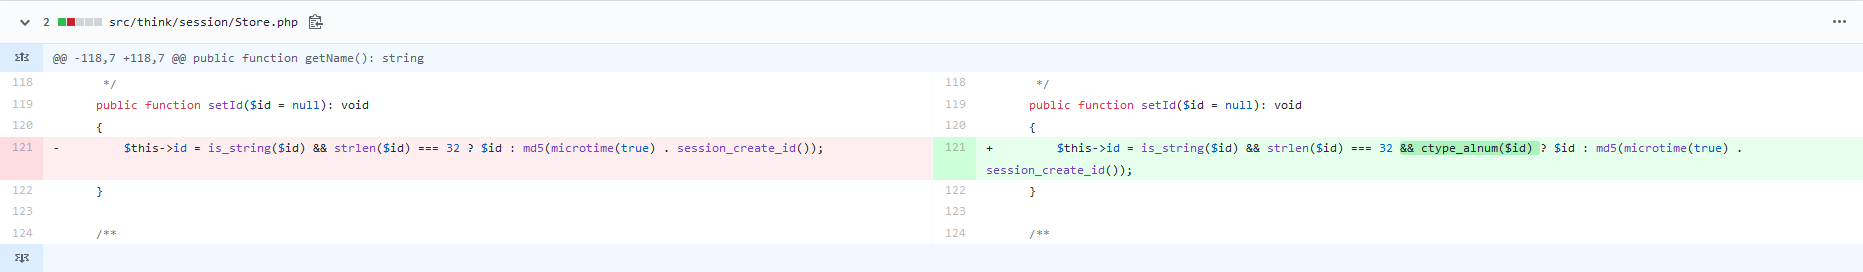 2 src/think/session/Store.php
@@ -118,7 +118,7 @@ public function getName(): string
118 */
119 public function setId($id = null): void
120 {
121 - $this->id = is_string($id) && strlen($id) === 32 ? $id : md5(microtime(true) . session_create_id());
122 }
123
124 /**
118 */
119 public function setId($id = null): void
120 {
121 + $this->id = is_string($id) && strlen($id) === 32 && ctype_alnum($id) ? $id : md5(microtime(true) .
session_create_id());
122 }
123
124 /**